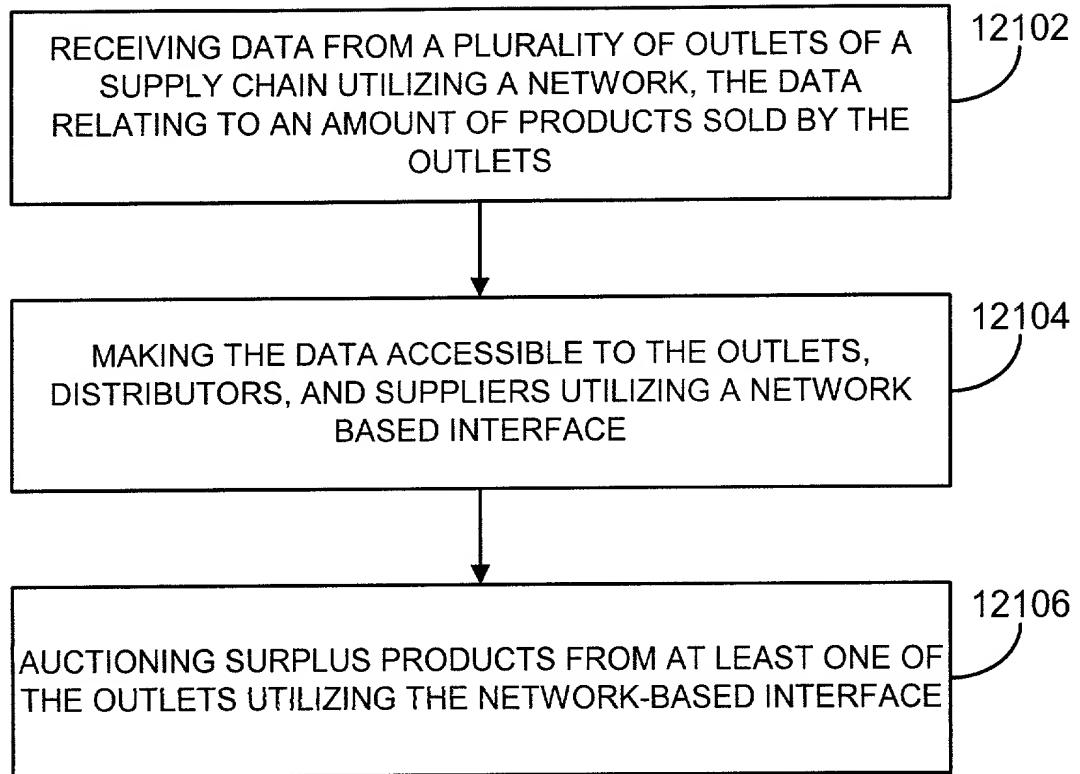 RECEIVING DATA FROM A PLURALITY OF OUTLETS OF A
SUPPLY CHAIN UTILIZING A NETWORK, THE DATA
RELATING TO AN AMOUNT OF PRODUCTS SOLD BY THE
OUTLETS
12102
MAKING THE DATA ACCESSIBLE TO THE OUTLETS,
DISTRIBUTORS, AND SUPPLIERS UTILIZING A NETWORK
BASED INTERFACE
12104
AUCTIONING SURPLUS PRODUCTS FROM AT LEAST ONE OF
THE OUTLETS UTILIZING THE NETWORK-BASED INTERFACE
12106